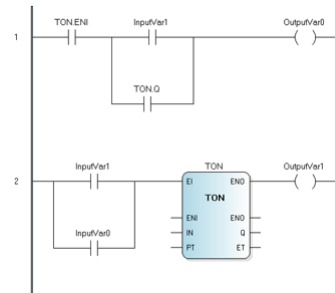 TON.ENI InputVar1 OutputVar0
1
TON.Q
InputVar1 TON OutputVar1
2 EI ENO
TON
InputVar0 ENI ENO
IN Q
PT ET